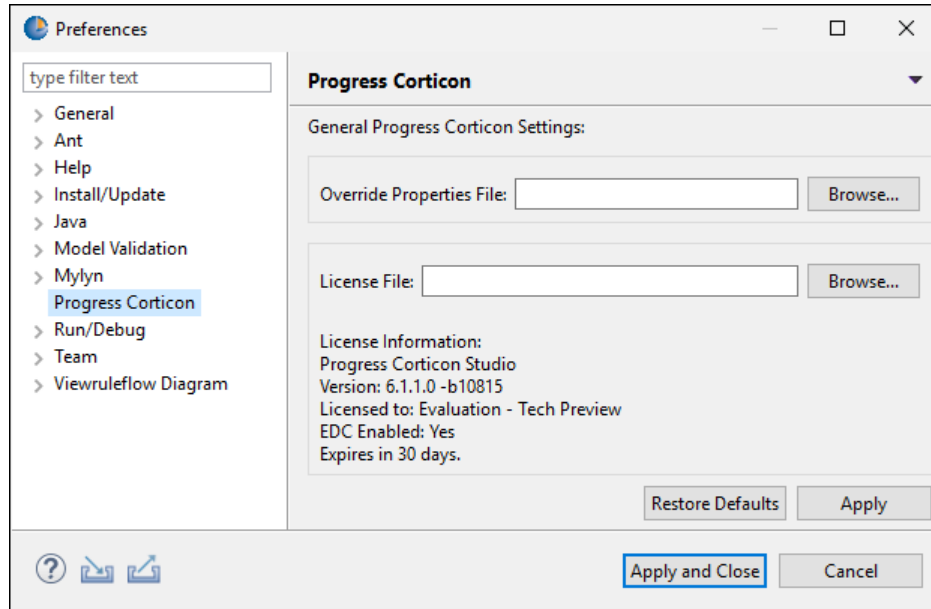 Preferences
type filter text
General
Ant
Help
Install/Update
Java
Model Validation
Mylyn
Progress Corticon
Run/Debug
Team
Viewruleflow Diagram
Progress Corticon
General Progress Corticon Settings:
Override Properties File:
Browse...
License File:
Browse...
License Information:
Progress Corticon Studio
Version: 6.1.1.0 -b10815
Licensed to: Evaluation - Tech Preview
EDC Enabled: Yes
Expires in 30 days.
Restore Defaults
Apply
?
Apply and Close
Cancel